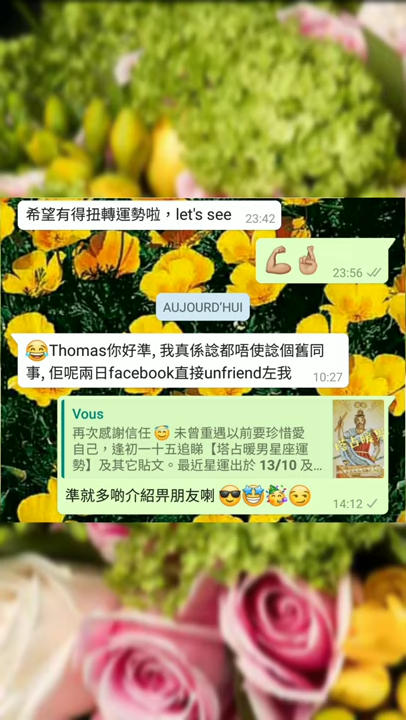 希望有得扭轉運勢啦，let's see 23:42
23:56
AUJOURD'HUI
Thomas你好準, 我真係諗都唔使諗個舊同
事, 佢呢兩日facebook直接unfriend左我 10:27
Vous
再次感謝信任😇 未曾重遇以前要珍惜愛
自己，逢初一十五追睇【塔占暖男星座運
勢】及其它貼文。最近星運出於 13/10 及...
準就多啲介紹畀朋友喇 14:12